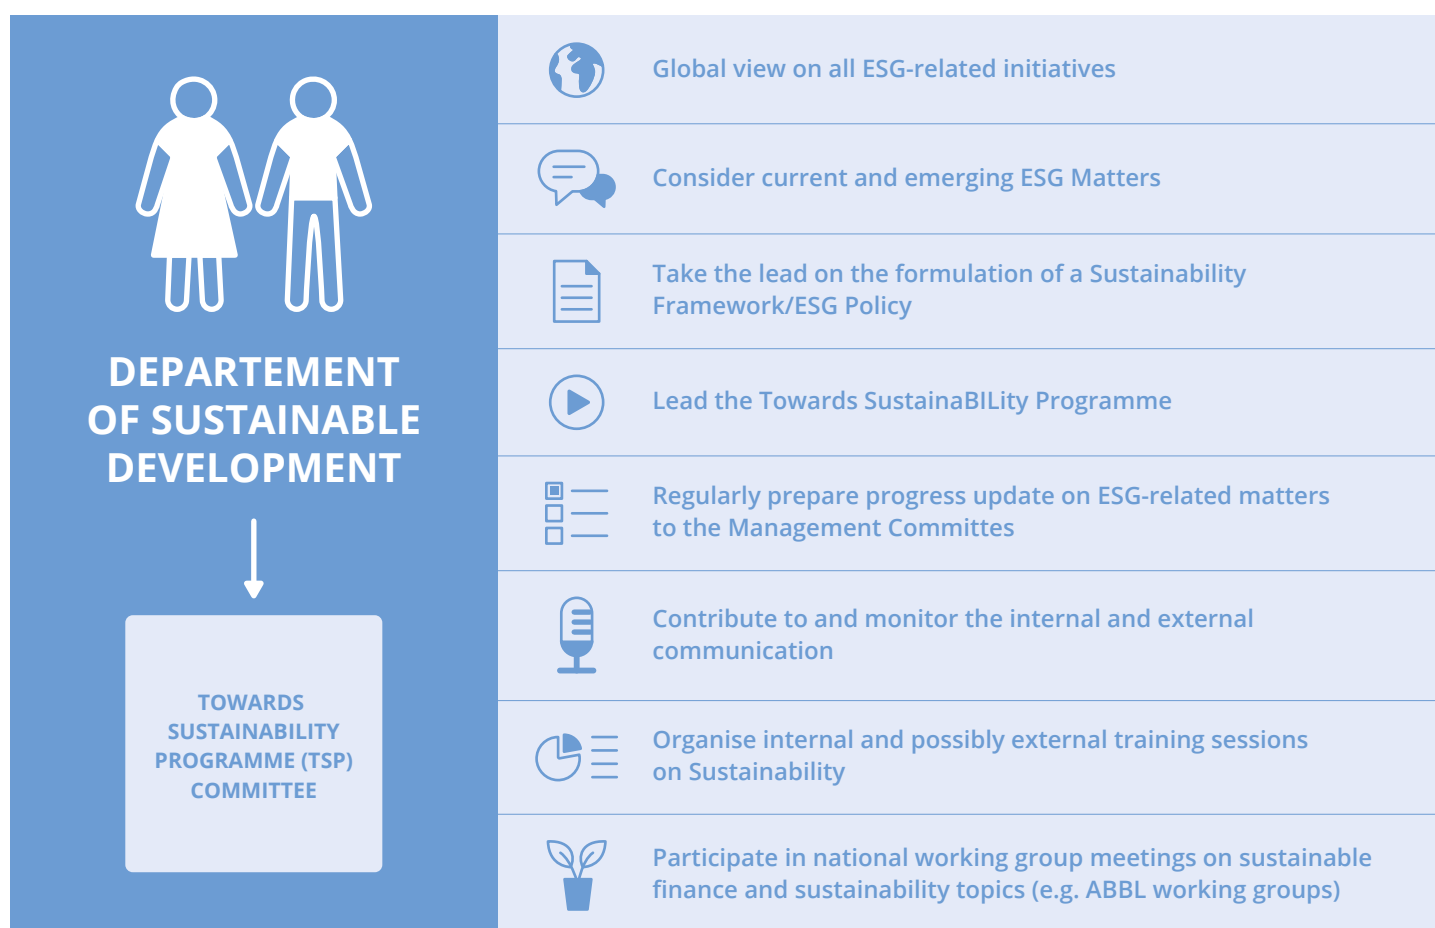 DEPARTEMENT
OF SUSTAINABLE
DEVELOPMENT
TOWARDS
SUSTAINABILITY
PROGRAMME (TSP)
COMMITTEE
Global view on all ESG-related initiatives
Consider current and emerging ESG Matters
Take the lead on the formulation of a Sustainability
Framework/ESG Policy
Lead the Towards SustainaBILity Programme
Regularly prepare progress update on ESG-related matters
to the Management Committes
Contribute to and monitor the internal and external
communication
Organise internal and possibly external training sessions
on Sustainability
Participate in national working group meetings on sustainable
finance and sustainability topics (e.g. ABBL working groups)